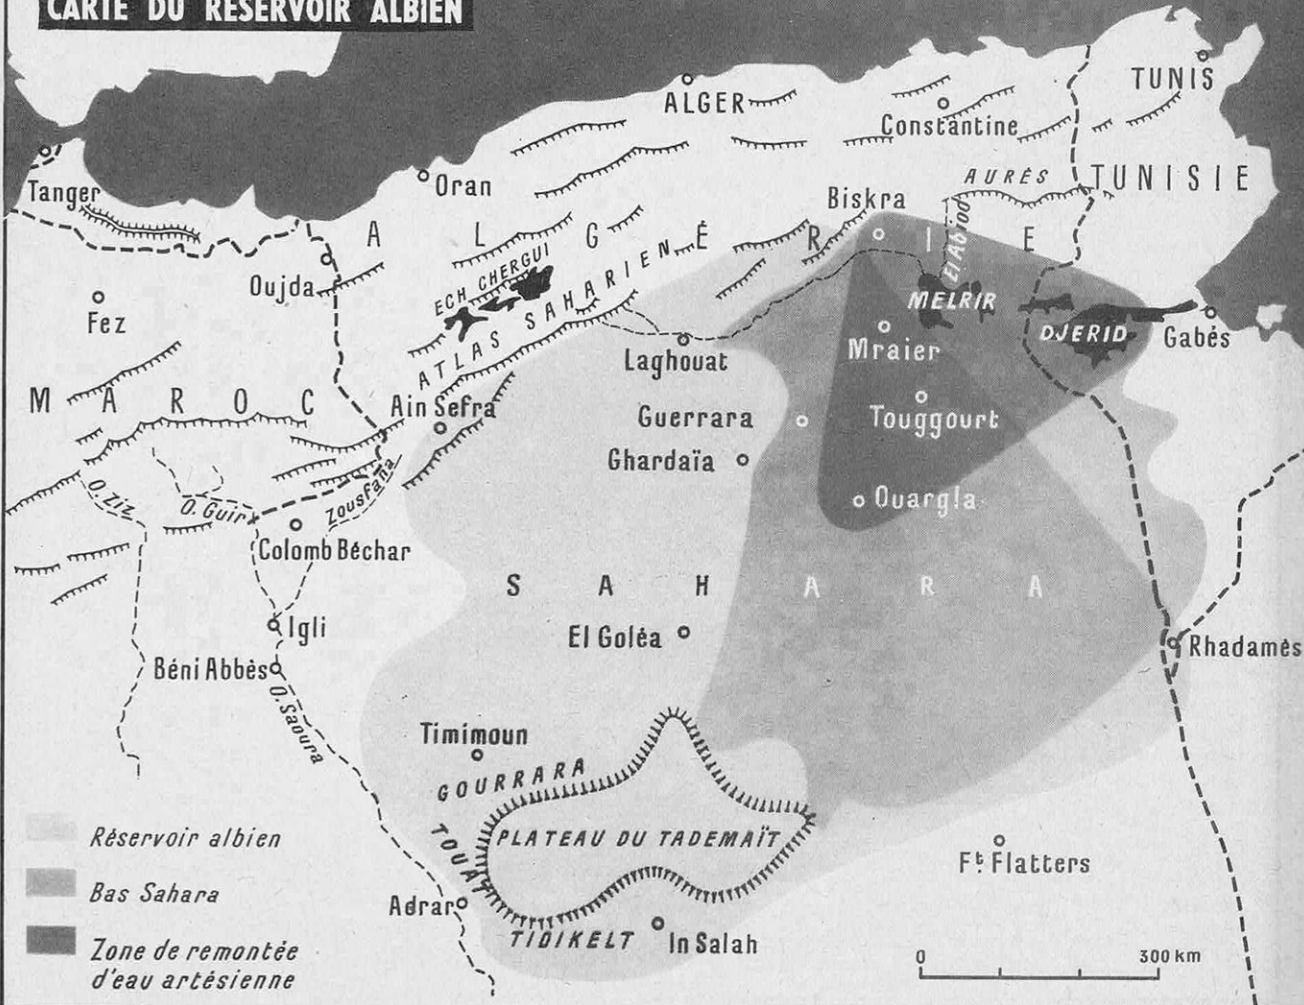 CARTE DU RÉSERVOIR ALBIEN
TUNIS
ALGER
Constantine
Tanger
Oran
AURÈS
TUNISIE
Biskra
ALGÉRIE
El Abiod
Oujda
ECH CHERGUI
ATLAS SAHARIEN
MELRIR
Fez
DJERID
Gabès
Laghouat
Mraier
MAROC
Ain Sefra
Guerrara
Touggourt
Ghardaïa
O. Ziz
O. Guir
Zousfana
Ouargla
Colomb Béchar
SAHARA
Igli
El Goléa
Rhadamès
Béni Abbès
O. Saoura
Timimoun
GOURRARA
TOUAT
PLATEAU DU TADEMAÏT
Ft. Flatters
Adrar
TIDIKELT
In Salah
Réservoir albien
Bas Sahara
Zone de remontée
d'eau artésienne
0 300 km